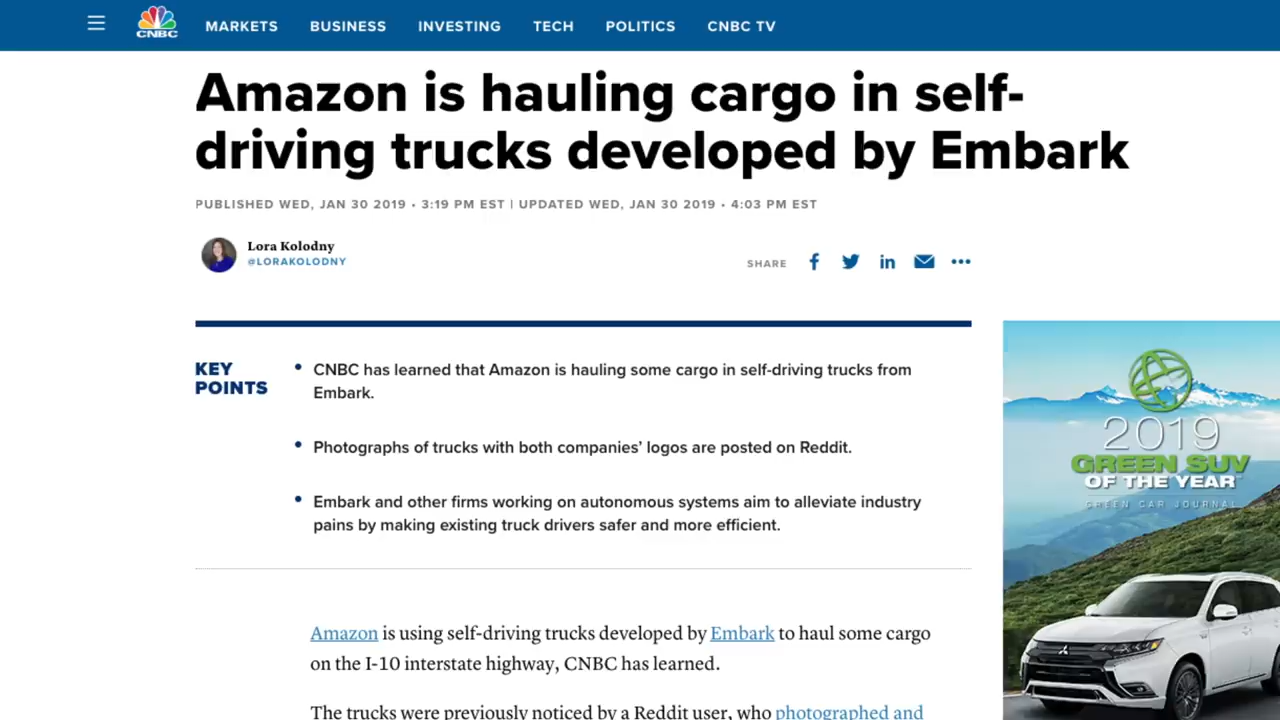 CNBC
MARKETS
BUSINESS
INVESTING
TECH
POLITICS
CNBC TV
Amazon is hauling cargo in self-
driving trucks developed by Embark
PUBLISHED WED, JAN 30 2019 • 3:19 PM EST | UPDATED WED, JAN 30 2019 • 4:03 PM EST
Lora Kolodny
@LORAKOLODNY
SHARE
KEY
POINTS
• CNBC has learned that Amazon is hauling some cargo in self-driving trucks from
Embark.
• Photographs of trucks with both companies’ logos are posted on Reddit.
• Embark and other firms working on autonomous systems aim to alleviate industry
pains by making existing truck drivers safer and more efficient.
Amazon is using self-driving trucks developed by Embark to haul some cargo
on the I-10 interstate highway, CNBC has learned.
The trucks were previously noticed by a Reddit user, who photographed and
2019
GREEN SUV
OF THE YEAR
GREEN CAR JOURNAL